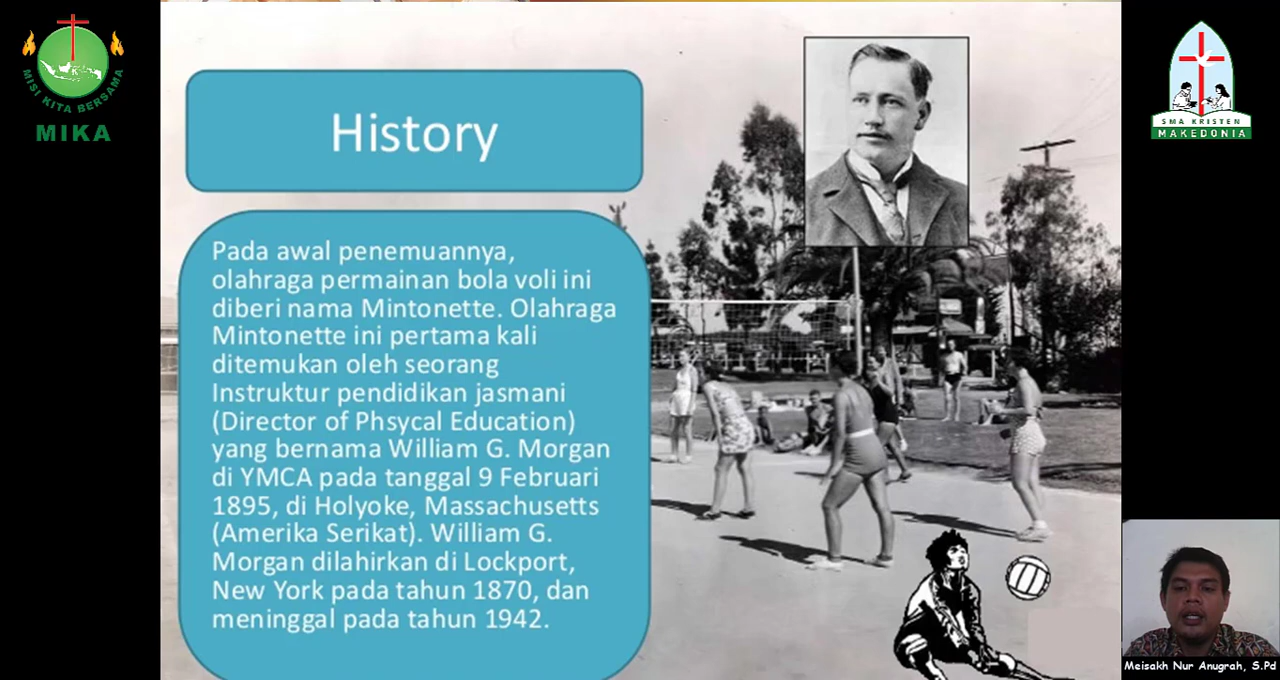 MISI KITA BERSAMA
MIKA
SMA KRISTEN
MAKEDONIA
History
Pada awal penemuannya,
olahraga permainan bola voli ini
diberi nama Mintonette. Olahraga
Mintonette ini pertama kali
ditemukan oleh seorang
Instruktur pendidikan jasmani
(Director of Phsycal Education)
yang bernama William G. Morgan
di YMCA pada tanggal 9 Februari
1895, di Holyoke, Massachusetts
(Amerika Serikat). William G.
Morgan dilahirkan di Lockport,
New York pada tahun 1870, dan
meninggal pada tahun 1942.
Meisakh Nur Anugrah, S.Pd